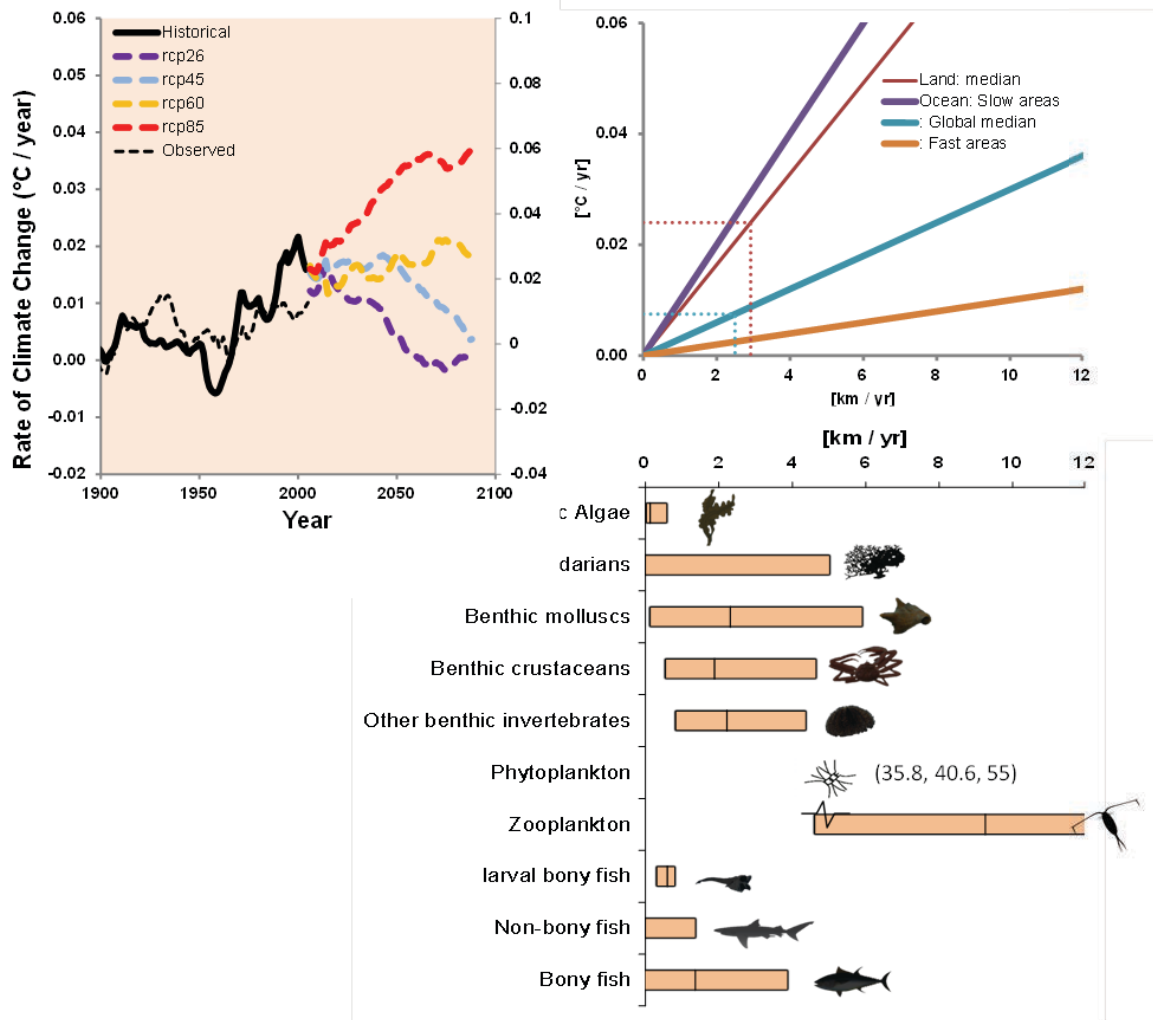 0.06
0.05
0.04
0.03
0.02
0.01
0.00
-0.01
-0.02
Rate of Climate Change (°C / year)
Historical
rcp26
rcp45
rcp60
rcp85
Observed
0.1
0.08
0.06
0.04
0.02
0
-0.02
-0.04
1900
1950
2000
2050
2100
Year
0.06
0.04
0.02
0.00
[°C / yr]
Land: median
Ocean: Slow areas
: Global median
: Fast areas
0
2
4
6
8
10
12
[km / yr]
[km / yr]
0
2
4
6
8
10
12
c Algae
darians
Benthic molluscs
Benthic crustaceans
Other benthic invertebrates
Phytoplankton
(35.8, 40.6, 55)
Zooplankton
larval bony fish
Non-bony fish
Bony fish